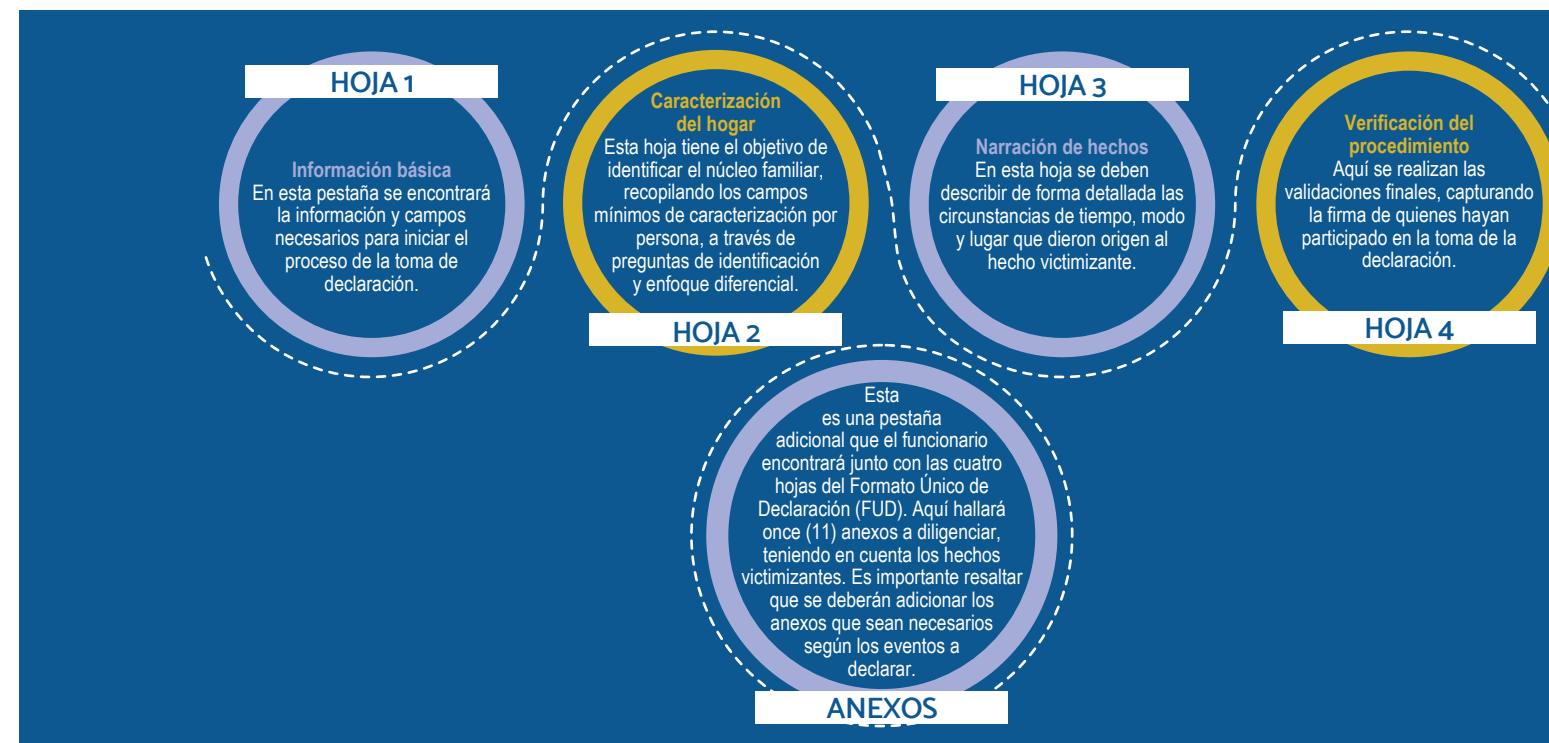 HOJA 1
Información básica
En esta pestaña se encontrará
la información y campos
necesarios para iniciar el
proceso de la toma de
declaración.
Caracterización
del hogar
Esta hoja tiene el objetivo de
identificar el núcleo familiar,
recopilando los campos
mínimos de caracterización por
persona, a través de
preguntas de identificación
y enfoque diferencial.
HOJA 2
HOJA 3
Narración de hechos
En esta hoja se deben
describir de forma detallada las
circunstancias de tiempo, modo
y lugar que dieron origen al
hecho victimizante.
Verificación del
procedimiento
Aquí se realizan las
validaciones finales, capturando
la firma de quienes hayan
participado en la toma de la
declaración.
HOJA 4
Esta
es una pestaña
adicional que el funcionario
encontrará junto con las cuatro
hojas del Formato Único de
Declaración (FUD). Aquí hallará
once (11) anexos a diligenciar,
teniendo en cuenta los hechos
victimizantes. Es importante resaltar
que se deberán adicionar los
anexos que sean necesarios
según los eventos a
declarar.
ANEXOS